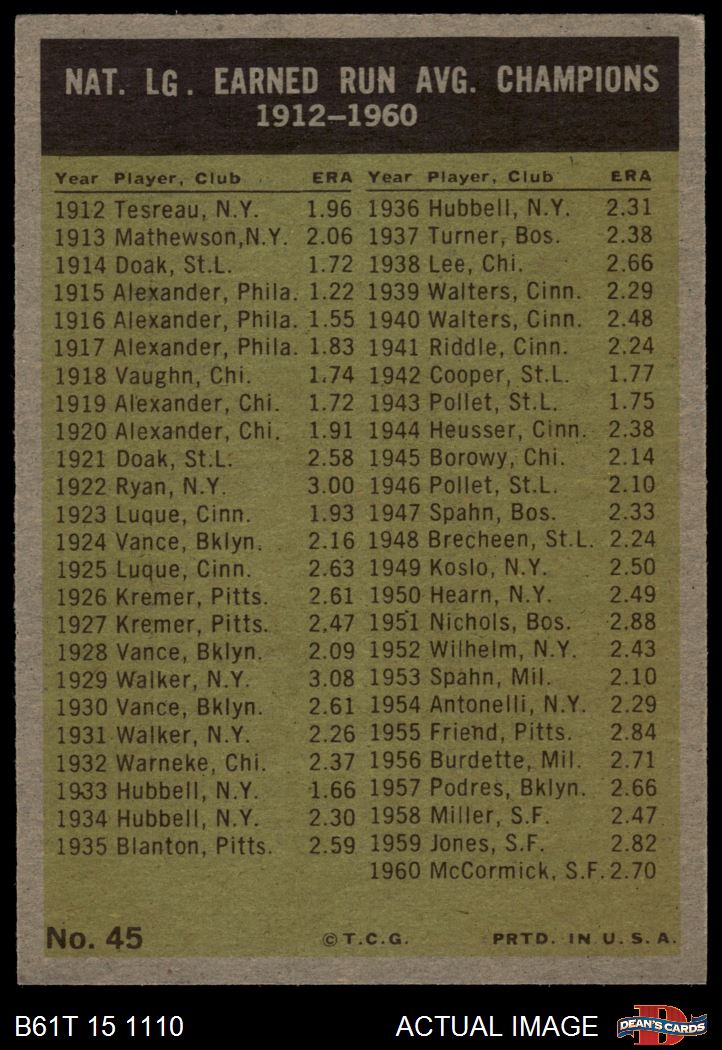 NAT. LG. EARNED RUN AVG. CHAMPIONS
1912–1960
Year Player, Club ERA
1912 Tesreau, N.Y. 1.96
1913 Mathewson,N.Y. 2.06
1914 Doak, St.L. 1.72
1915 Alexander, Phila. 1.22
1916 Alexander, Phila. 1.55
1917 Alexander, Phila. 1.83
1918 Vaughn, Chi. 1.74
1919 Alexander, Chi. 1.72
1920 Alexander, Chi. 1.91
1921 Doak, St.L. 2.58
1922 Ryan, N.Y. 3.00
1923 Luque, Cinn. 1.93
1924 Vance, Bklyn. 2.16
1925 Luque, Cinn. 2.63
1926 Kremer, Pitts. 2.61
1927 Kremer, Pitts. 2.47
1928 Vance, Bklyn. 2.09
1929 Walker, N.Y. 3.08
1930 Vance, Bklyn. 2.61
1931 Walker, N.Y. 2.26
1932 Warneke, Chi. 2.37
1933 Hubbell, N.Y. 1.66
1934 Hubbell, N.Y. 2.30
1935 Blanton, Pitts. 2.59
Year Player, Club ERA
1936 Hubbell, N.Y. 2.31
1937 Turner, Bos. 2.38
1938 Lee, Chi. 2.66
1939 Walters, Cinn. 2.29
1940 Walters, Cinn. 2.48
1941 Riddle, Cinn. 2.24
1942 Cooper, St.L. 1.77
1943 Pollet, St.L. 1.75
1944 Heusser, Cinn. 2.38
1945 Borowy, Chi. 2.14
1946 Pollet, St.L. 2.10
1947 Spahn, Bos. 2.33
1948 Brecheen, St.L. 2.24
1949 Koslo, N.Y. 2.50
1950 Hearn, N.Y. 2.49
1951 Nichols, Bos. 2.88
1952 Wilhelm, N.Y. 2.43
1953 Spahn, Mil. 2.10
1954 Antonelli, N.Y. 2.29
1955 Friend, Pitts. 2.84
1956 Burdette, Mil. 2.71
1957 Podres, Bklyn. 2.66
1958 Miller, S.F. 2.47
1959 Jones, S.F. 2.82
1960 McCormick, S.F. 2.70
No. 45 © T.C.G. PRTD. IN U.S.A.
B61T 15 1110 ACTUAL IMAGE DEAN'S CARDS